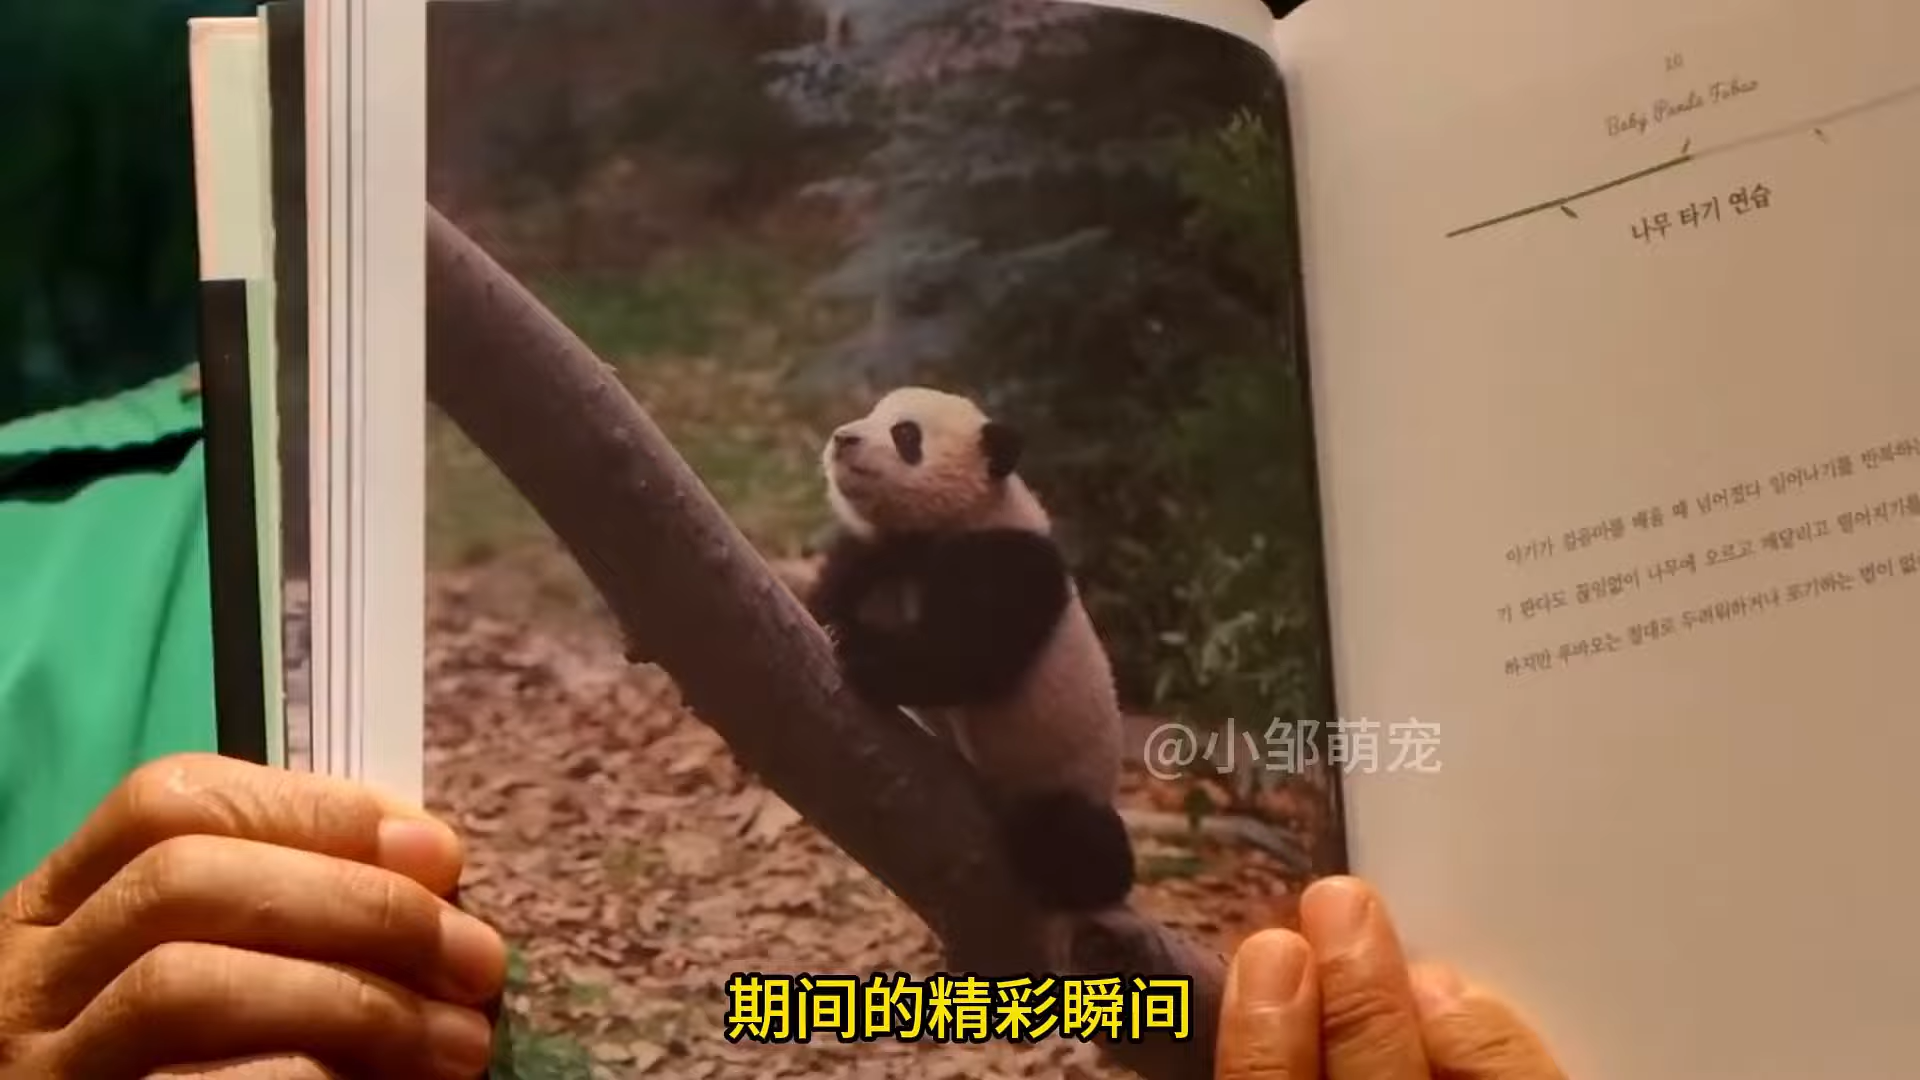 10
Baby Panda Fubao
나무 타기 연습
아기가 걸음마를 배울 때 넘어졌다 일어나기를 반복하는
기 판다도 끊임없이 나무에 오르고 매달리고 떨어지기를
하지만 푸바오는 절대로 두려워하거나 포기하는 법이 없
@小邹萌宠
期间的精彩瞬间